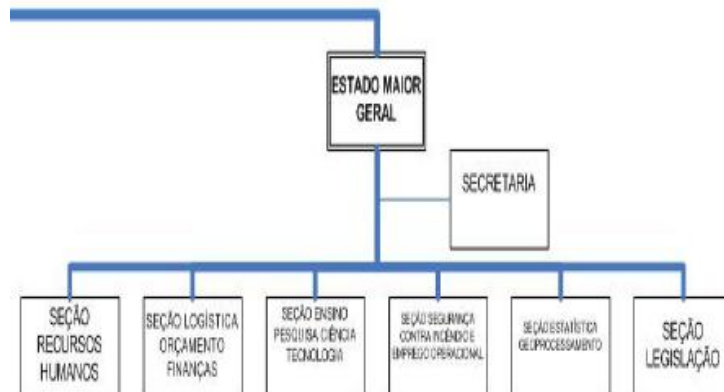 ESTADO MAIOR
GERAL
SECRETARIA
SEÇÃO
RECURSOS
HUMANOS
SEÇÃO LOGÍSTICA
ORÇAMENTO
FINANÇAS
SEÇÃO ENSINO
PESQUISA CIÊNCIA
TECNOLOGIA
SEÇÃO SEGURANÇA
CONTRA INCÊNDIO E
EMPREGO OPERACIONAL
SEÇÃO ESTATÍSTICA
GEOPROCESSAMENTO
SEÇÃO
LEGISLAÇÃO